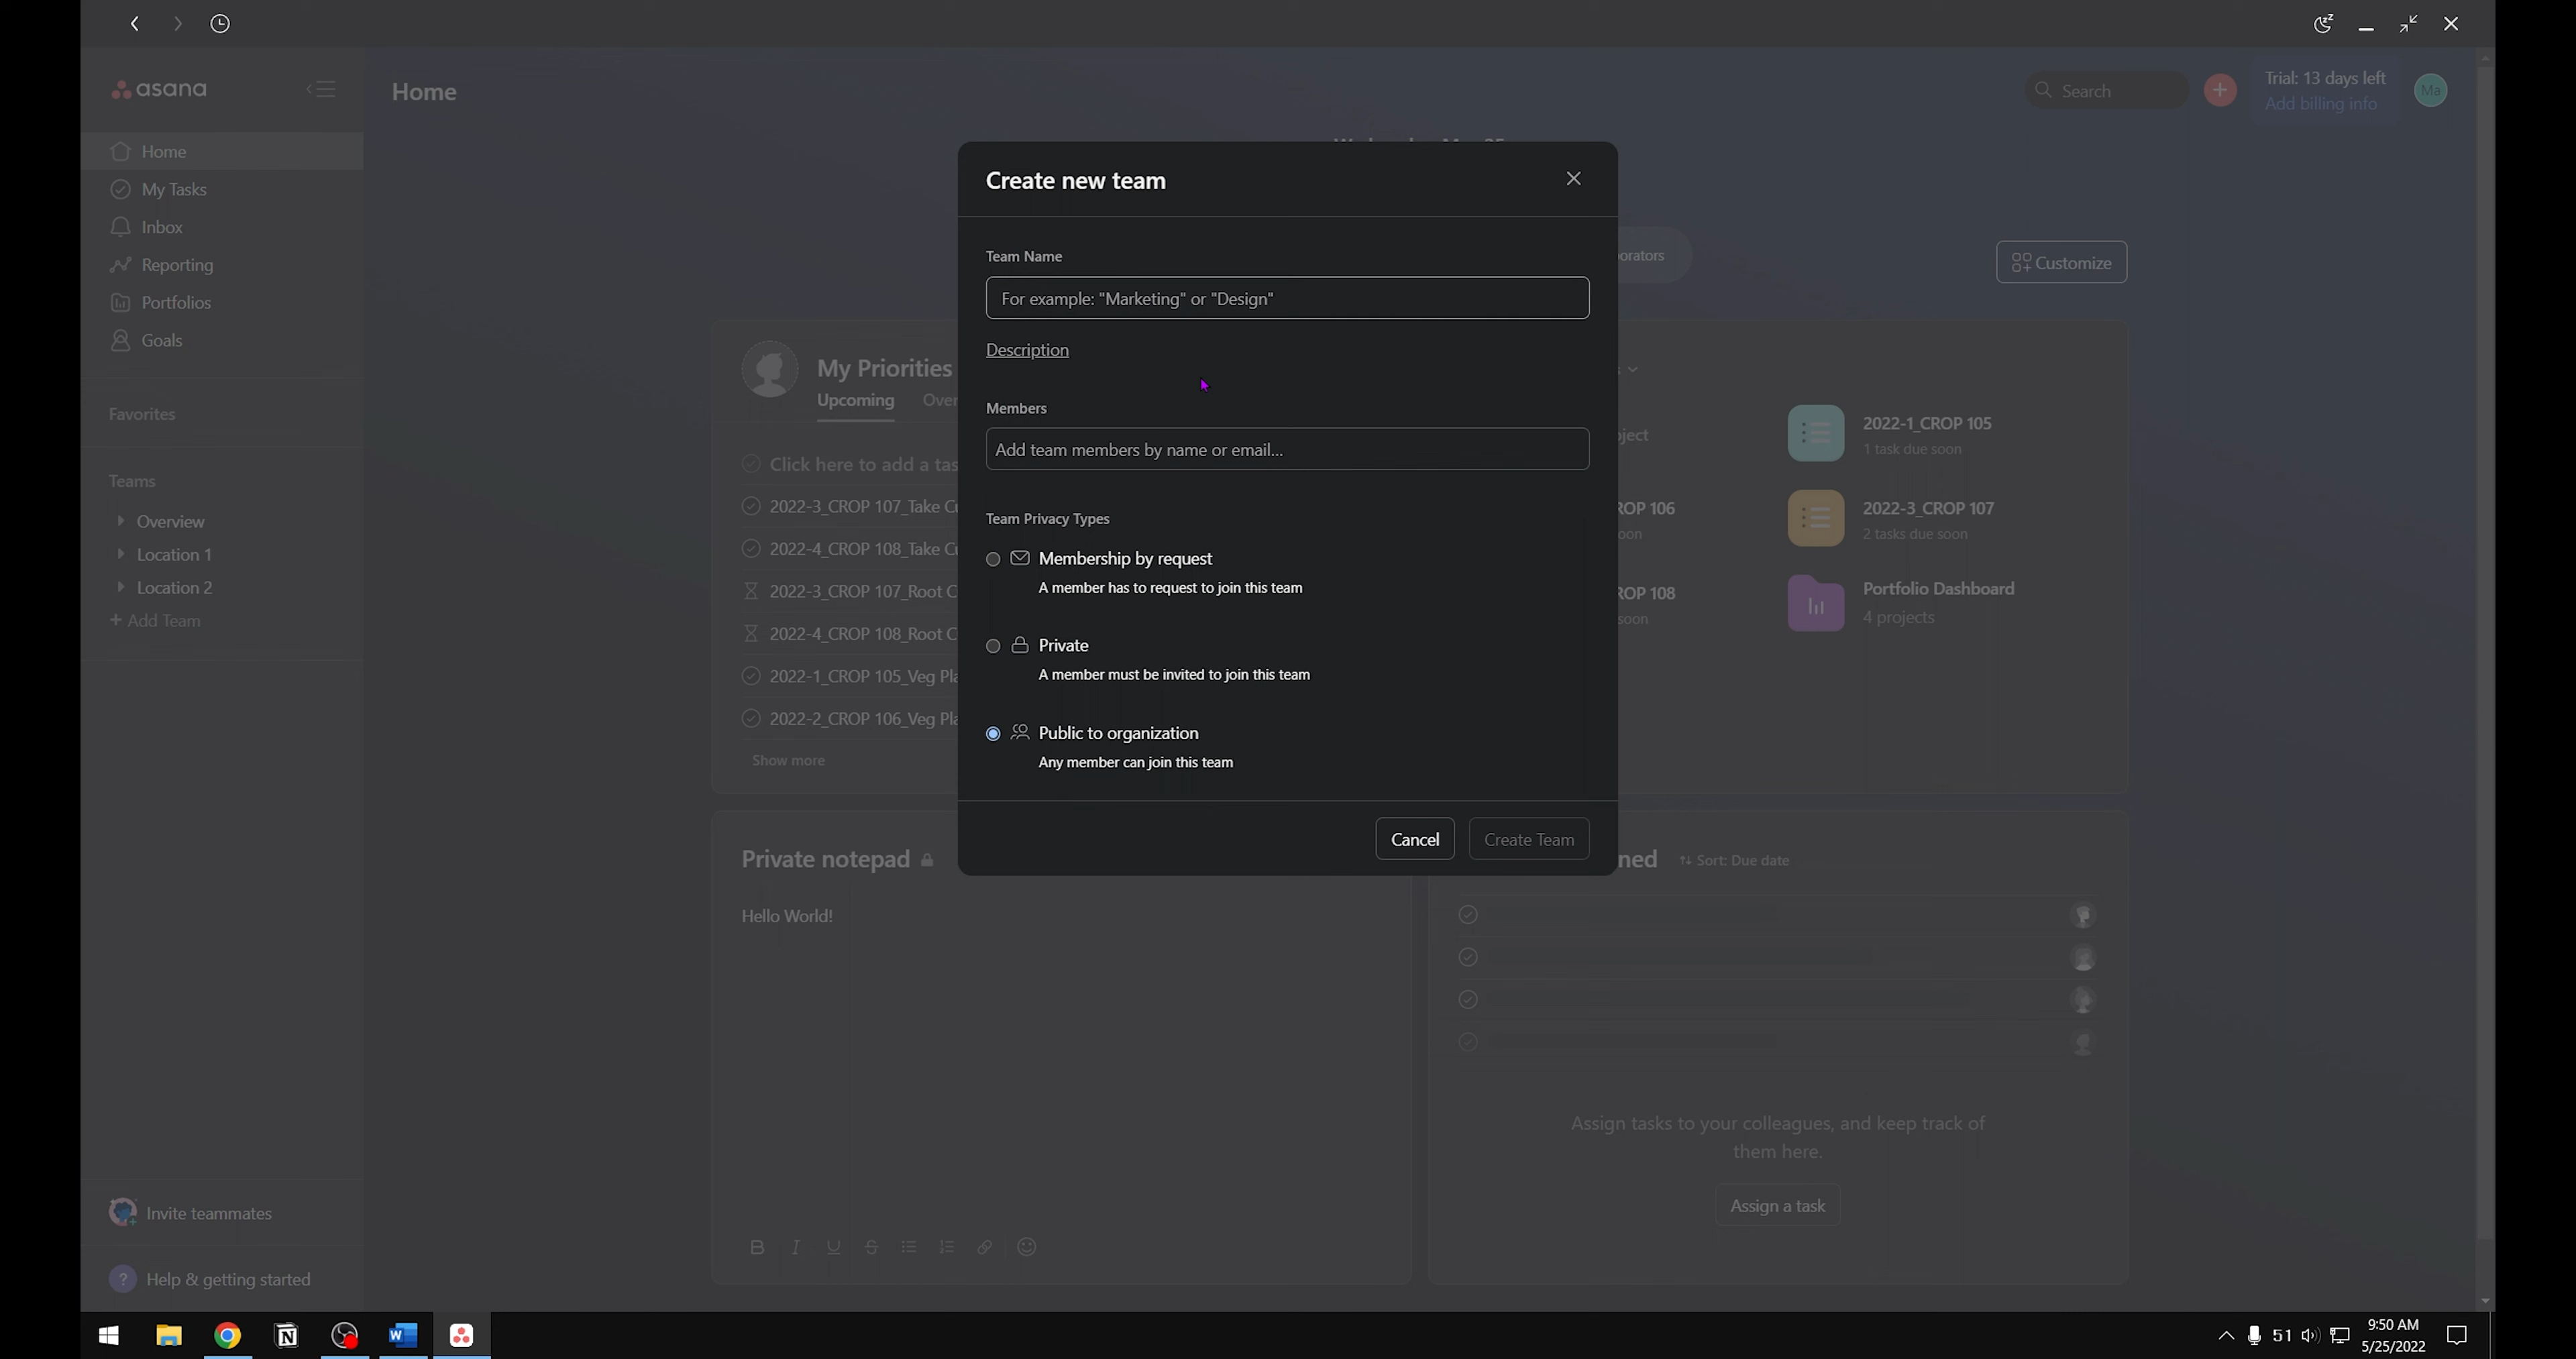 asana
Home
Search
Trial: 13 days left
Add billing info
Ma
Home
My Tasks
Inbox
Reporting
Portfolios
Goals
Favorites
Teams
Overview
Location 1
Location 2
+ Add Team
Invite teammates
? Help & getting started
Customize
My Priorities
Upcoming
Click here to add a
2022-3_CROP 107_Take
2022-4_CROP 108_Take
2022-3_CROP 107_Root
2022-4_CROP 108_Root
2022-1_CROP 105_Veg
2022-2_CROP 106_Veg
Show more
Create new team
Team Name
For example: "Marketing" or "Design"
Description
Members
Add team members by name or email...
Team Privacy Types
Membership by request
A member has to request to join this team
Private
A member must be invited to join this team
Public to organization
Any member can join this team
Cancel
Create Team
2022-1_CROP 105
1 task due soon
106
2022-3_CROP 107
2 tasks due soon
108
soon
Portfolio Dashboard
4 projects
Private notepad
Hello World!
B I U S
Sort: Due date
Assign tasks to your colleagues, and keep track of
them here.
Assign a task
51
9:50 AM
5/25/2022